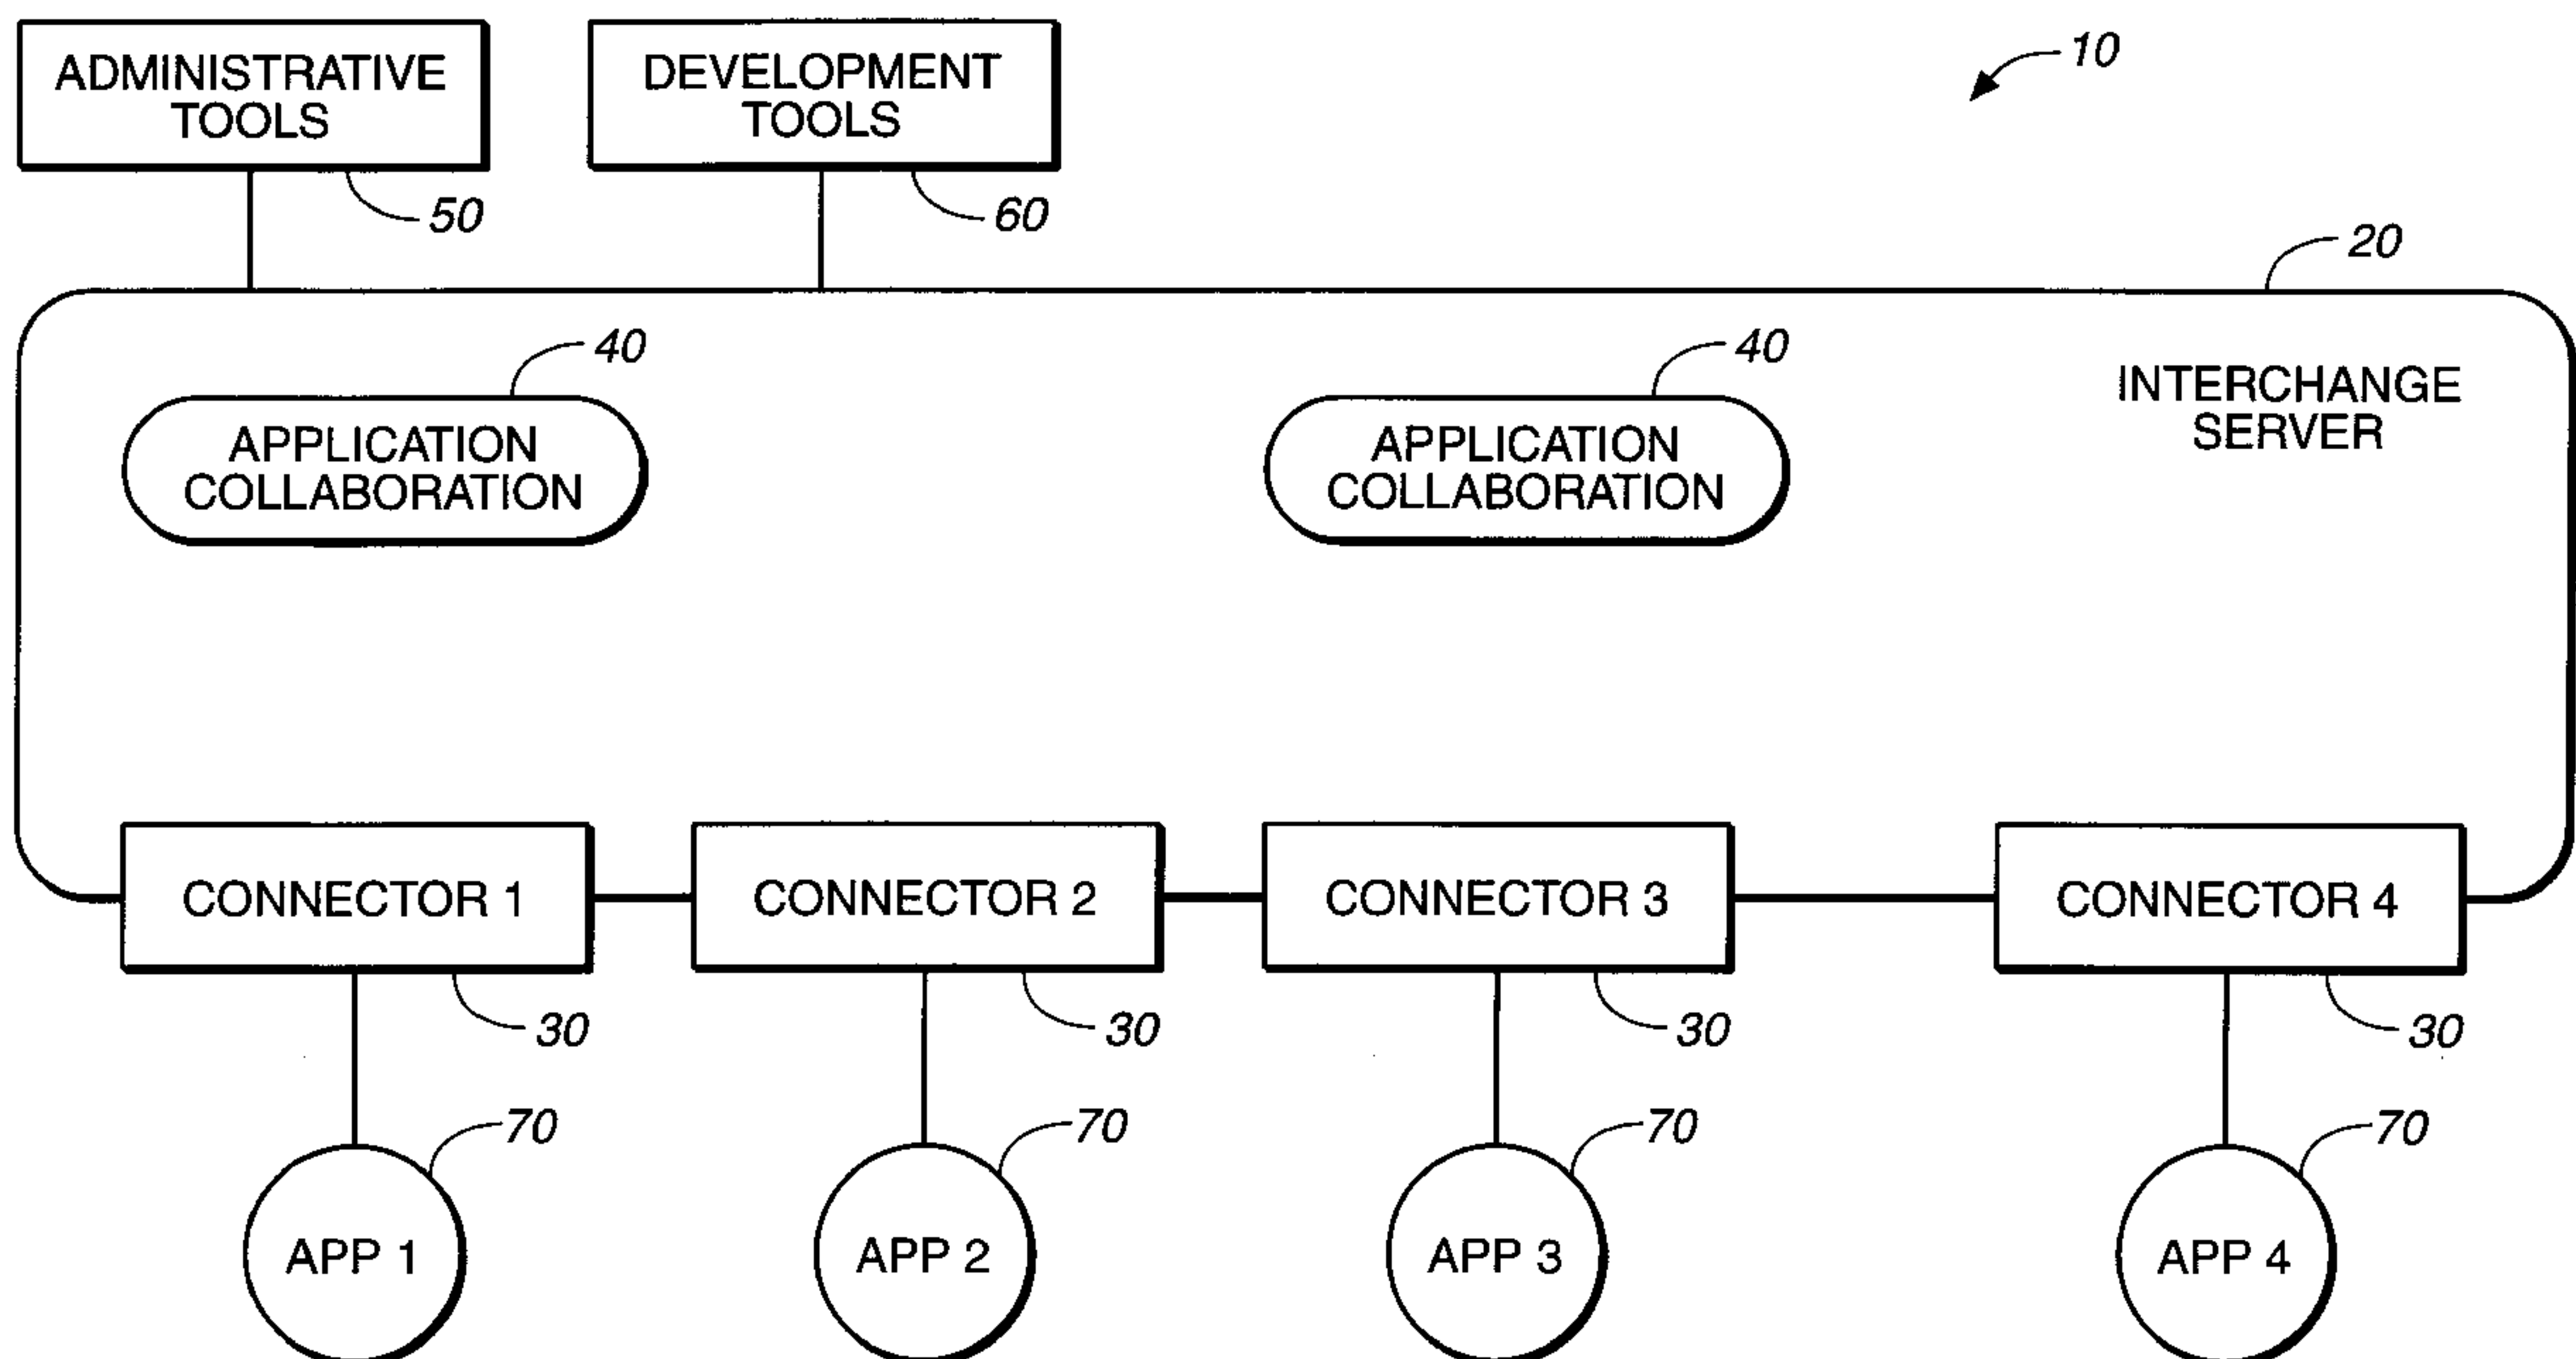 ADMINISTRATIVE
TOOLS
DEVELOPMENT
TOOLS
10
50
60
20
40
40
INTERCHANGE
SERVER
APPLICATION
COLLABORATION
APPLICATION
COLLABORATION
CONNECTOR 1
CONNECTOR 2
CONNECTOR 3
CONNECTOR 4
30
30
30
30
70
70
70
70
APP 1
APP 2
APP 3
APP 4